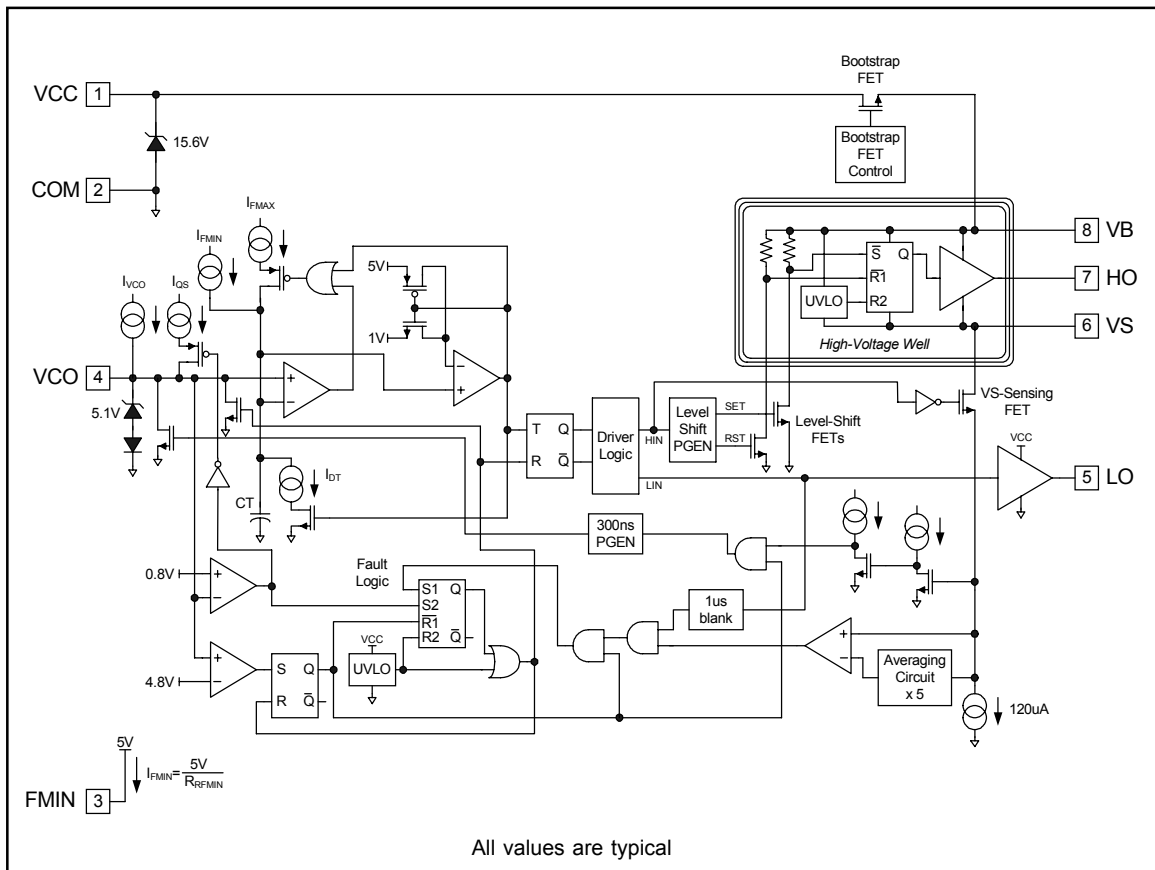 Bootstrap
FET
VCC 1
15.6V
Bootstrap
FET
Control
COM 2
IFMAX
IFMIN
IVCO
IQS
5V
1V
S̅ Q
R̅1
R2
UVLO
High-Voltage Well
8 VB
7 HO
6 VS
VCO 4
5.1V
VS-Sensing
FET
T Q
R Q̅
Driver
Logic
HIN
LIN
Level
Shift
PGEN
SET
RST
Level-Shift
FETs
VCC
5 LO
IDT
CT
300ns
PGEN
0.8V
Fault
Logic
S1 Q
S2
R̅1
R2 Q̅
1us
blank
VCC
UVLO
4.8V
S Q
Q̅
R
Averaging
Circuit
x 5
120uA
5V
IFMIN= 5V
RRFMIN
FMIN 3
All values are typical